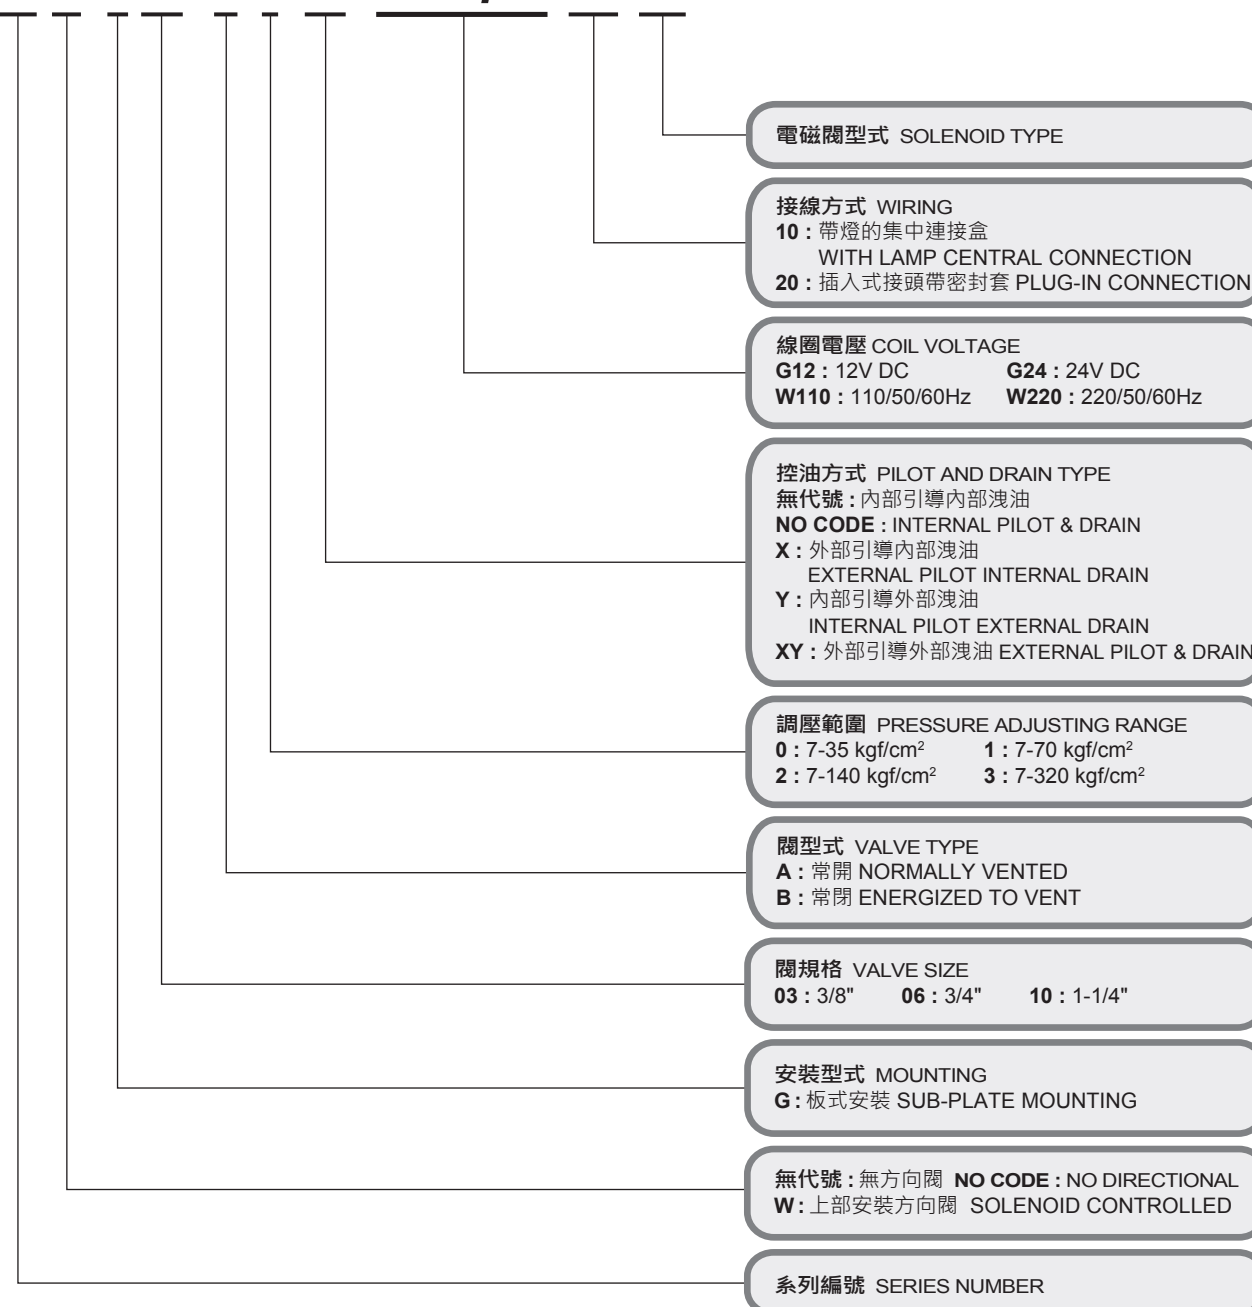 電磁閥型式 SOLENOID TYPE
接線方式 WIRING
10 : 帶燈的集中連接盒
WITH LAMP CENTRAL CONNECTION
20 : 插入式接頭帶密封套 PLUG-IN CONNECTION
線圈電壓 COIL VOLTAGE
G12 : 12V DC G24 : 24V DC
W110 : 110/50/60Hz W220 : 220/50/60Hz
控油方式 PILOT AND DRAIN TYPE
無代號 : 內部引導內部洩油
NO CODE : INTERNAL PILOT & DRAIN
X : 外部引導內部洩油
EXTERNAL PILOT INTERNAL DRAIN
Y : 內部引導外部洩油
INTERNAL PILOT EXTERNAL DRAIN
XY : 外部引導外部洩油 EXTERNAL PILOT & DRAIN
調壓範圍 PRESSURE ADJUSTING RANGE
0 : 7-35 kgf/cm² 1 : 7-70 kgf/cm²
2 : 7-140 kgf/cm² 3 : 7-320 kgf/cm²
閥型式 VALVE TYPE
A : 常開 NORMALLY VENTED
B : 常閉 ENERGIZED TO VENT
閥規格 VALVE SIZE
03 : 3/8" 06 : 3/4" 10 : 1-1/4"
安裝型式 MOUNTING
G : 板式安裝 SUB-PLATE MOUNTING
無代號 : 無方向閥 NO CODE : NO DIRECTIONAL
W : 上部安裝方向閥 SOLENOID CONTROLLED
系列編號 SERIES NUMBER